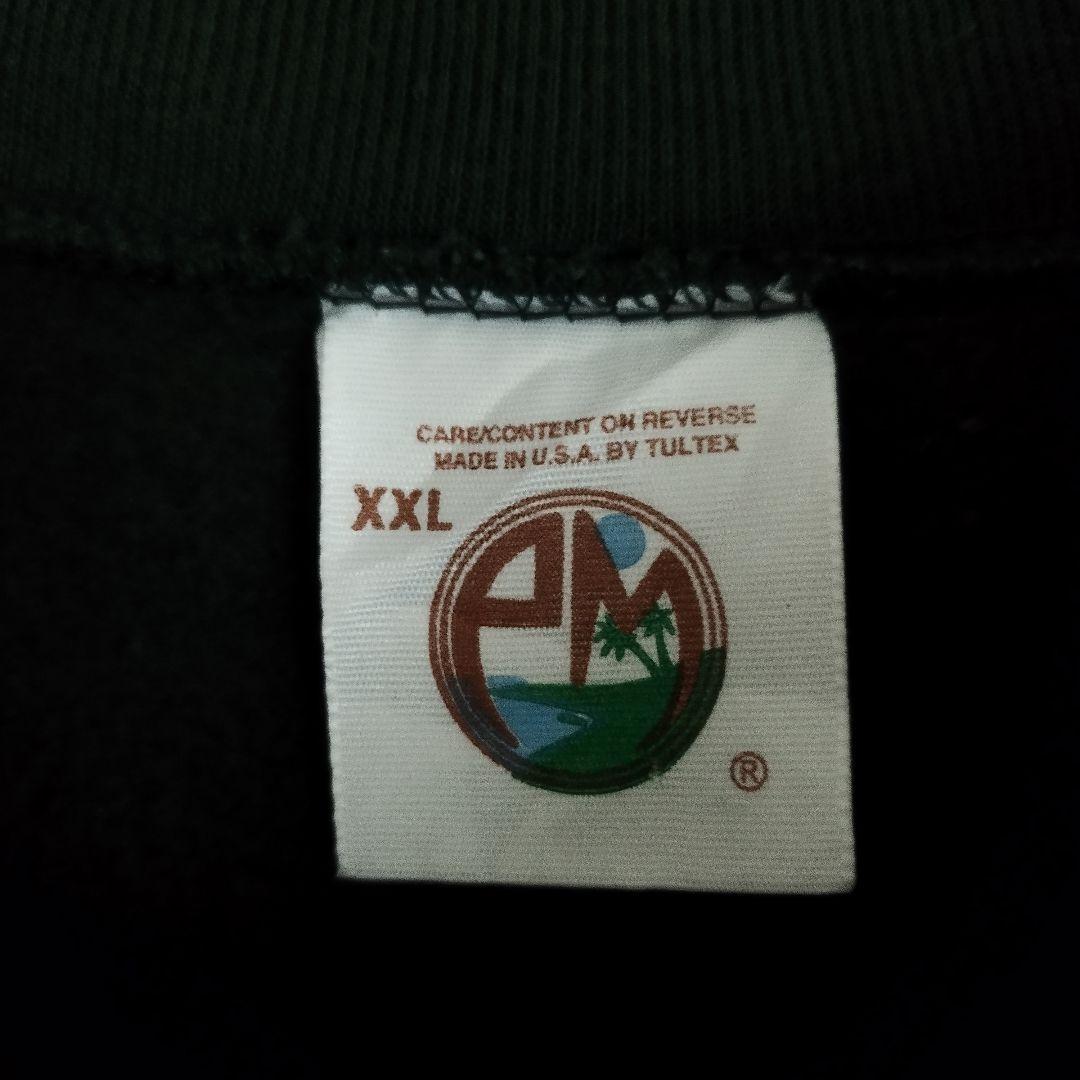 CARE/CONTENT ON REVERSE
MADE IN U.S.A. BY TULTEX
XXL
PM
®